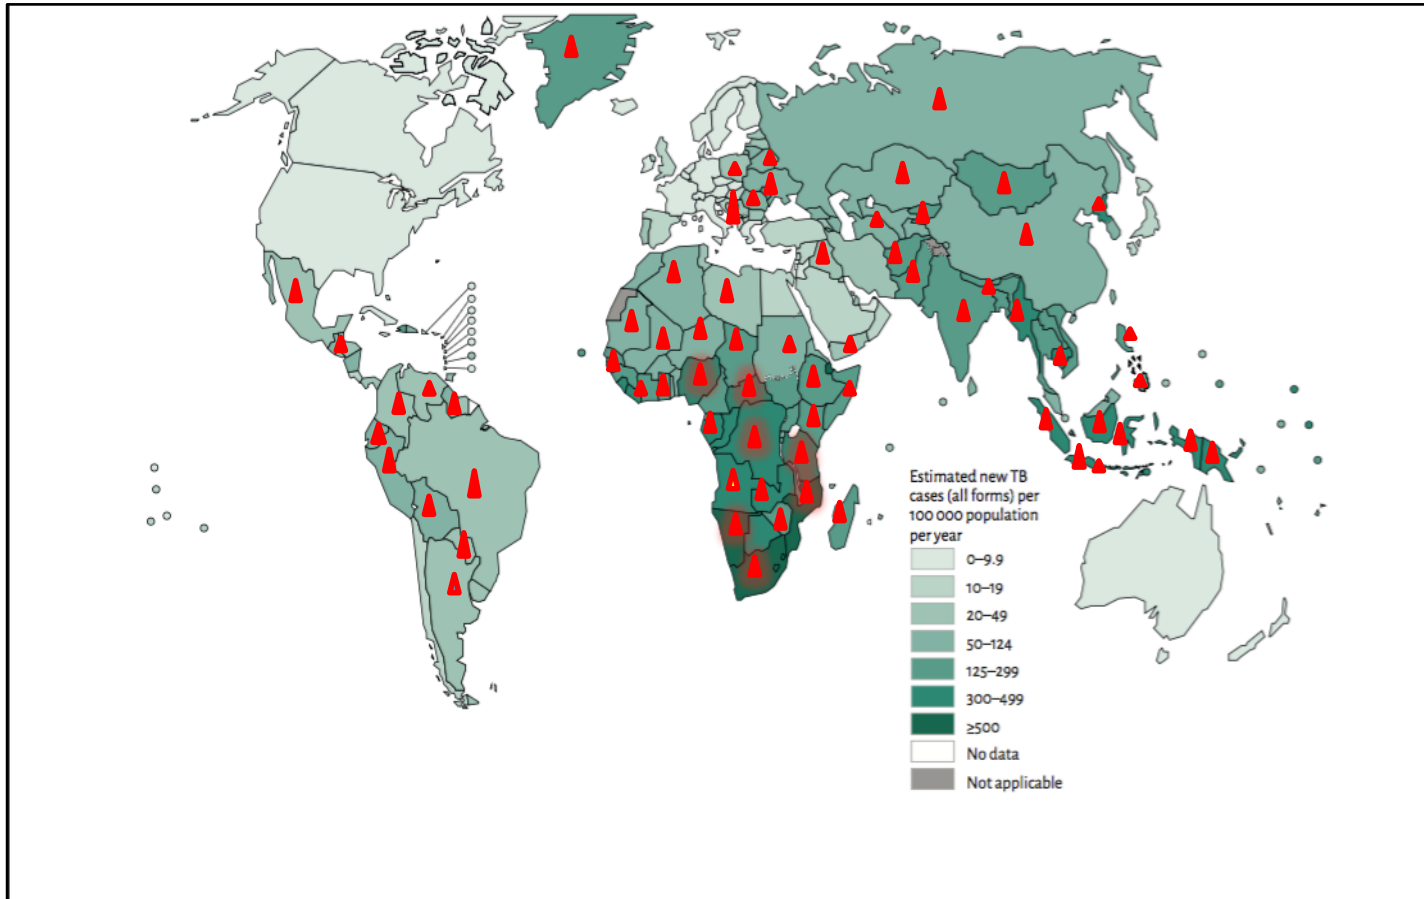 Estimated new TB
cases (all forms) per
100 000 population
per year
0–9.9
10–19
20–49
50–124
125–299
300–499
≥500
No data
Not applicable